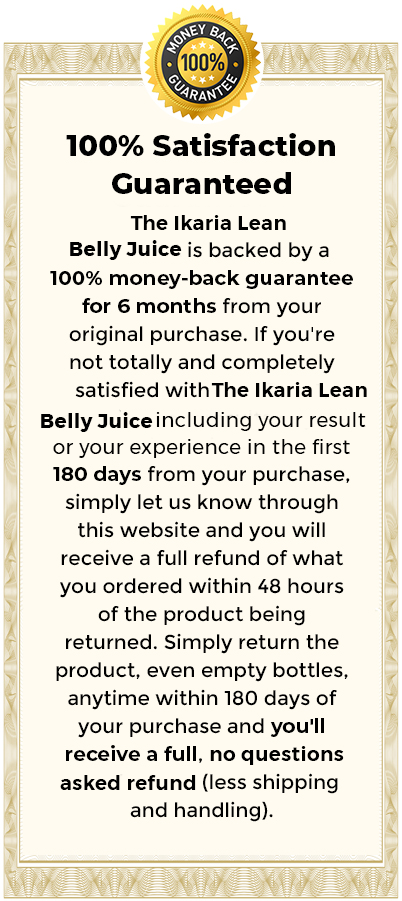 MONEY BACK
100%
GUARANTEE
100% Satisfaction
Guaranteed
The Ikaria Lean
Belly Juice is backed by a
100% money-back guarantee
for 6 months from your
original purchase. If you're
not totally and completely
satisfied with The Ikaria Lean
Belly Juice including your result
or your experience in the first
180 days from your purchase,
simply let us know through
this website and you will
receive a full refund of what
you ordered within 48 hours
of the product being
returned. Simply return the
product, even empty bottles,
anytime within 180 days of
your purchase and you'll
receive a full, no questions
asked refund (less shipping
and handling).